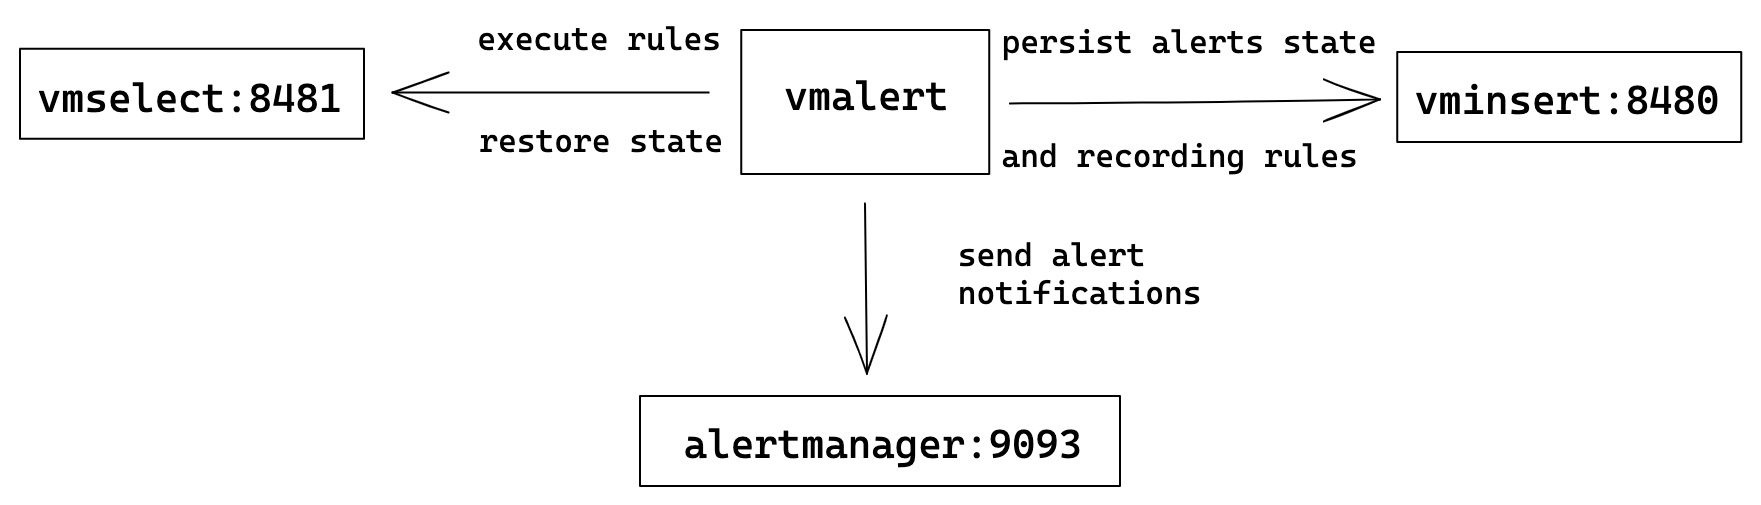 execute rules
vmselect:8481
restore state
vmalert
persist alerts state
and recording rules
vminsert:8480
send alert
notifications
alertmanager:9093